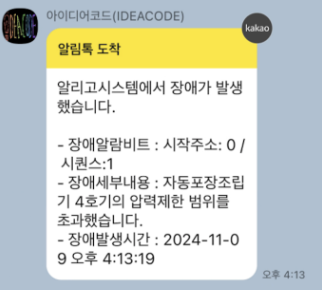 아이디어코드(IDEACODE)
IDEACODE
kakao
알림톡 도착
알리고시스템에서 장애가 발생
했습니다.
- 장애알람비트 : 시작주소: 0 /
시퀀스:1
- 장애세부내용 : 자동포장조립
기 4호기의 압력제한 범위를
초과했습니다.
- 장애발생시간 : 2024-11-0
9 오후 4:13:19
오후 4:13